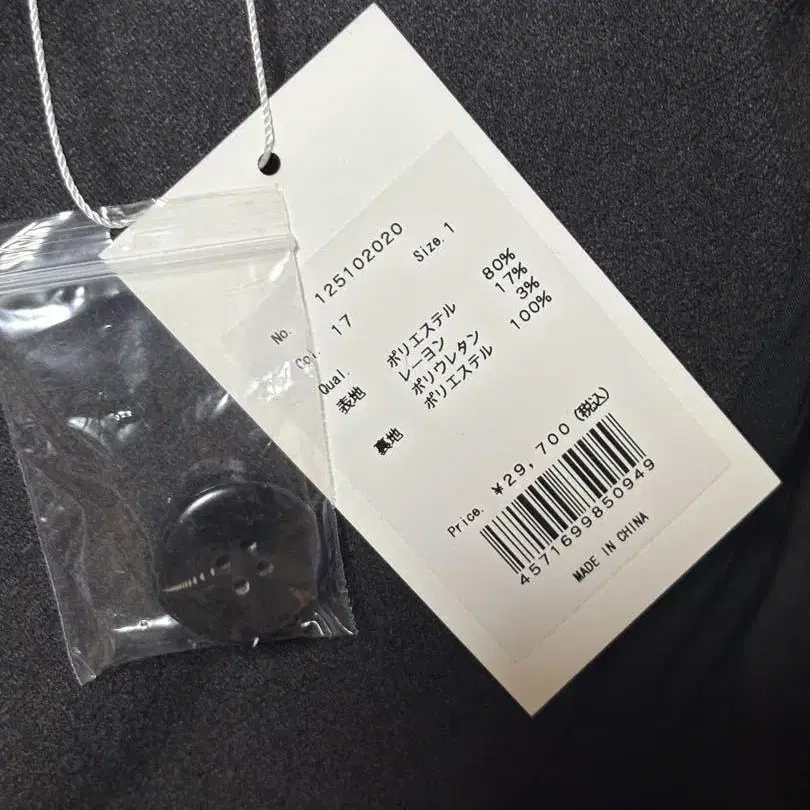 No. 125102020
Col. 17 Size. 1
Qual.
表地 ポリエステル 80%
レーヨン 17%
ポリウレタン 3%
裏地 ポリエステル 100%
Price. ¥29,700(税込)
4571699850949
MADE IN CHINA